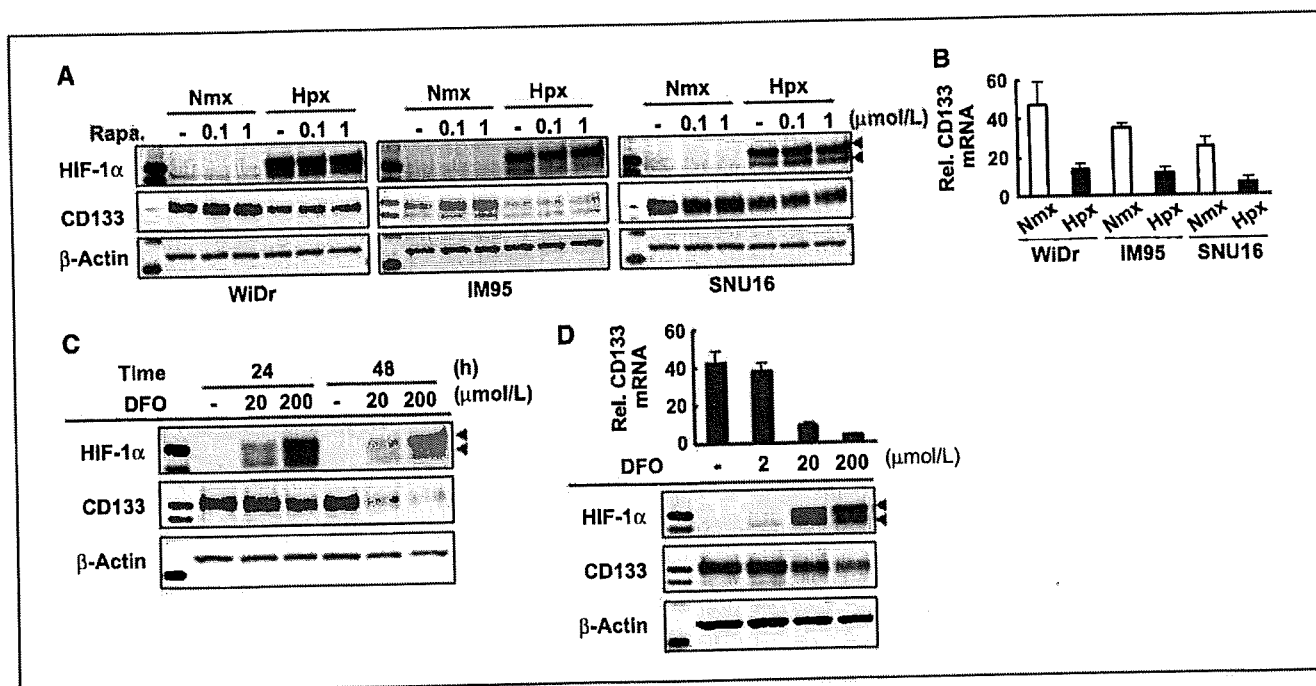 A
Nmx Hpx Nmx Hpx Nmx Hpx
Rapa. - 0.1 1 - 0.1 1 - 0.1 1 - 0.1 1 - 0.1 1 - 0.1 1 (μmol/L)
HIF-1α
CD133
β-Actin
WiDr IM95 SNU16
B
Rel. CD133
mRNA
60
40
20
0
Nmx Hpx Nmx Hpx Nmx Hpx
WiDr IM95 SNU16
C
Time 24 48 (h)
DFO - 20 200 - 20 200 (μmol/L)
HIF-1α
CD133
β-Actin
D
Rel. CD133
mRNA
60
40
20
0
DFO - 2 20 200 (μmol/L)
HIF-1α
CD133
β-Actin